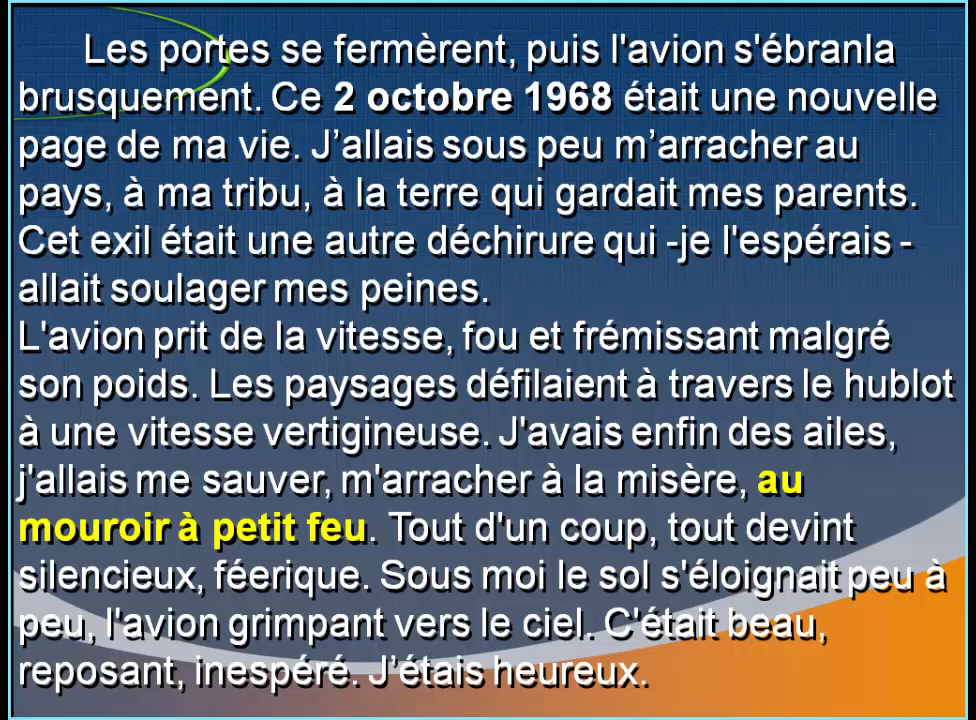 Les portes se fermèrent, puis l'avion s'ébranla
brusquement. Ce 2 octobre 1968 était une nouvelle
page de ma vie. J’allais sous peu m’arracher au
pays, à ma tribu, à la terre qui gardait mes parents.
Cet exil était une autre déchirure qui -je l'espérais -
allait soulager mes peines.
L'avion prit de la vitesse, fou et frémissant malgré
son poids. Les paysages défilaient à travers le hublot
à une vitesse vertigineuse. J'avais enfin des ailes,
j'allais me sauver, m'arracher à la misère, au
mouroir à petit feu. Tout d'un coup, tout devint
silencieux, féerique. Sous moi le sol s'éloignait peu à
peu, l'avion grimpant vers le ciel. C'était beau,
reposant, inespéré. J’étais heureux.